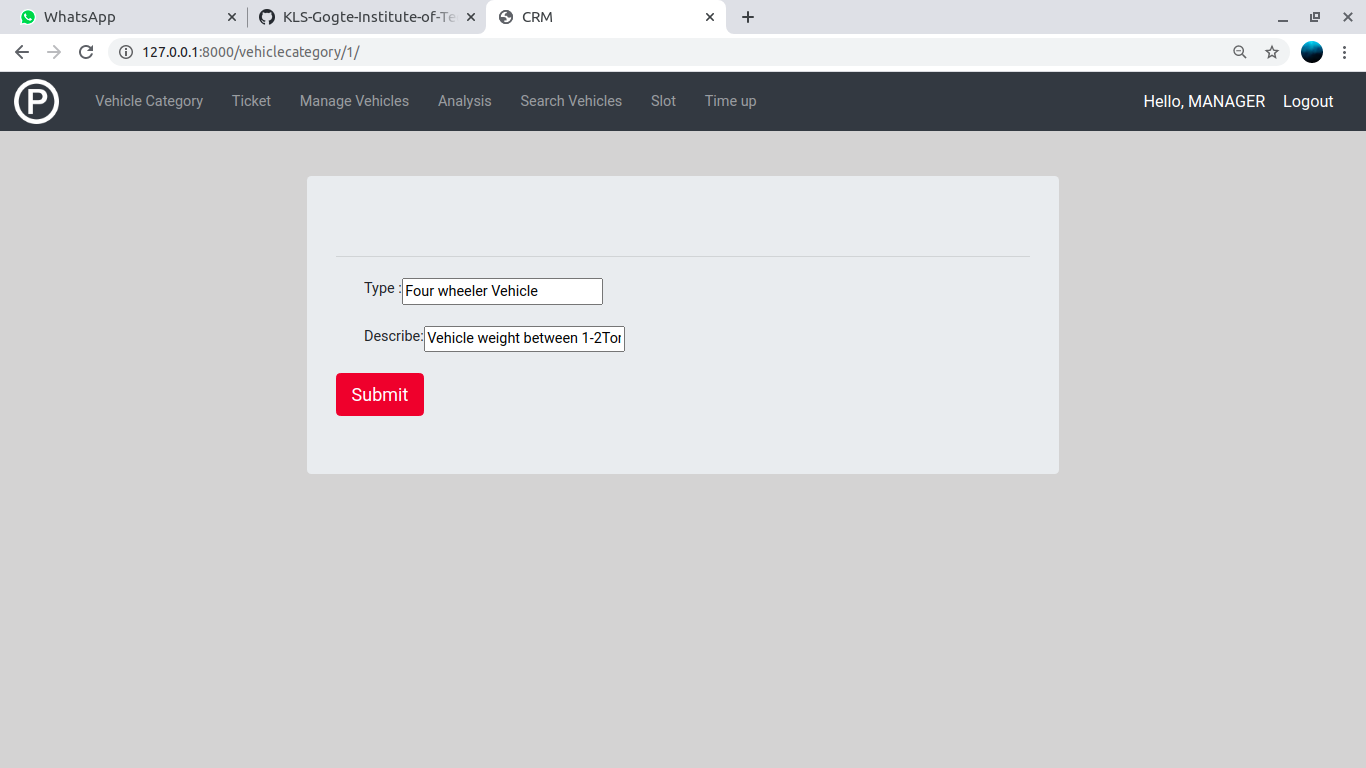 WhatsApp
KLS-Gogte-Institute-of-Te
CRM
127.0.0.1:8000/vehiclecategory/1/
P Vehicle Category Ticket Manage Vehicles Analysis Search Vehicles Slot Time up Hello, MANAGER Logout
Type : Four wheeler Vehicle
Describe: Vehicle weight between 1-2Ton
Submit